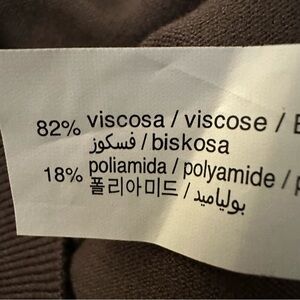 82% viscosa / viscose /
فسكوز / biskosa
18% poliamida / polyamide /
폴리아미드 / بولياميد